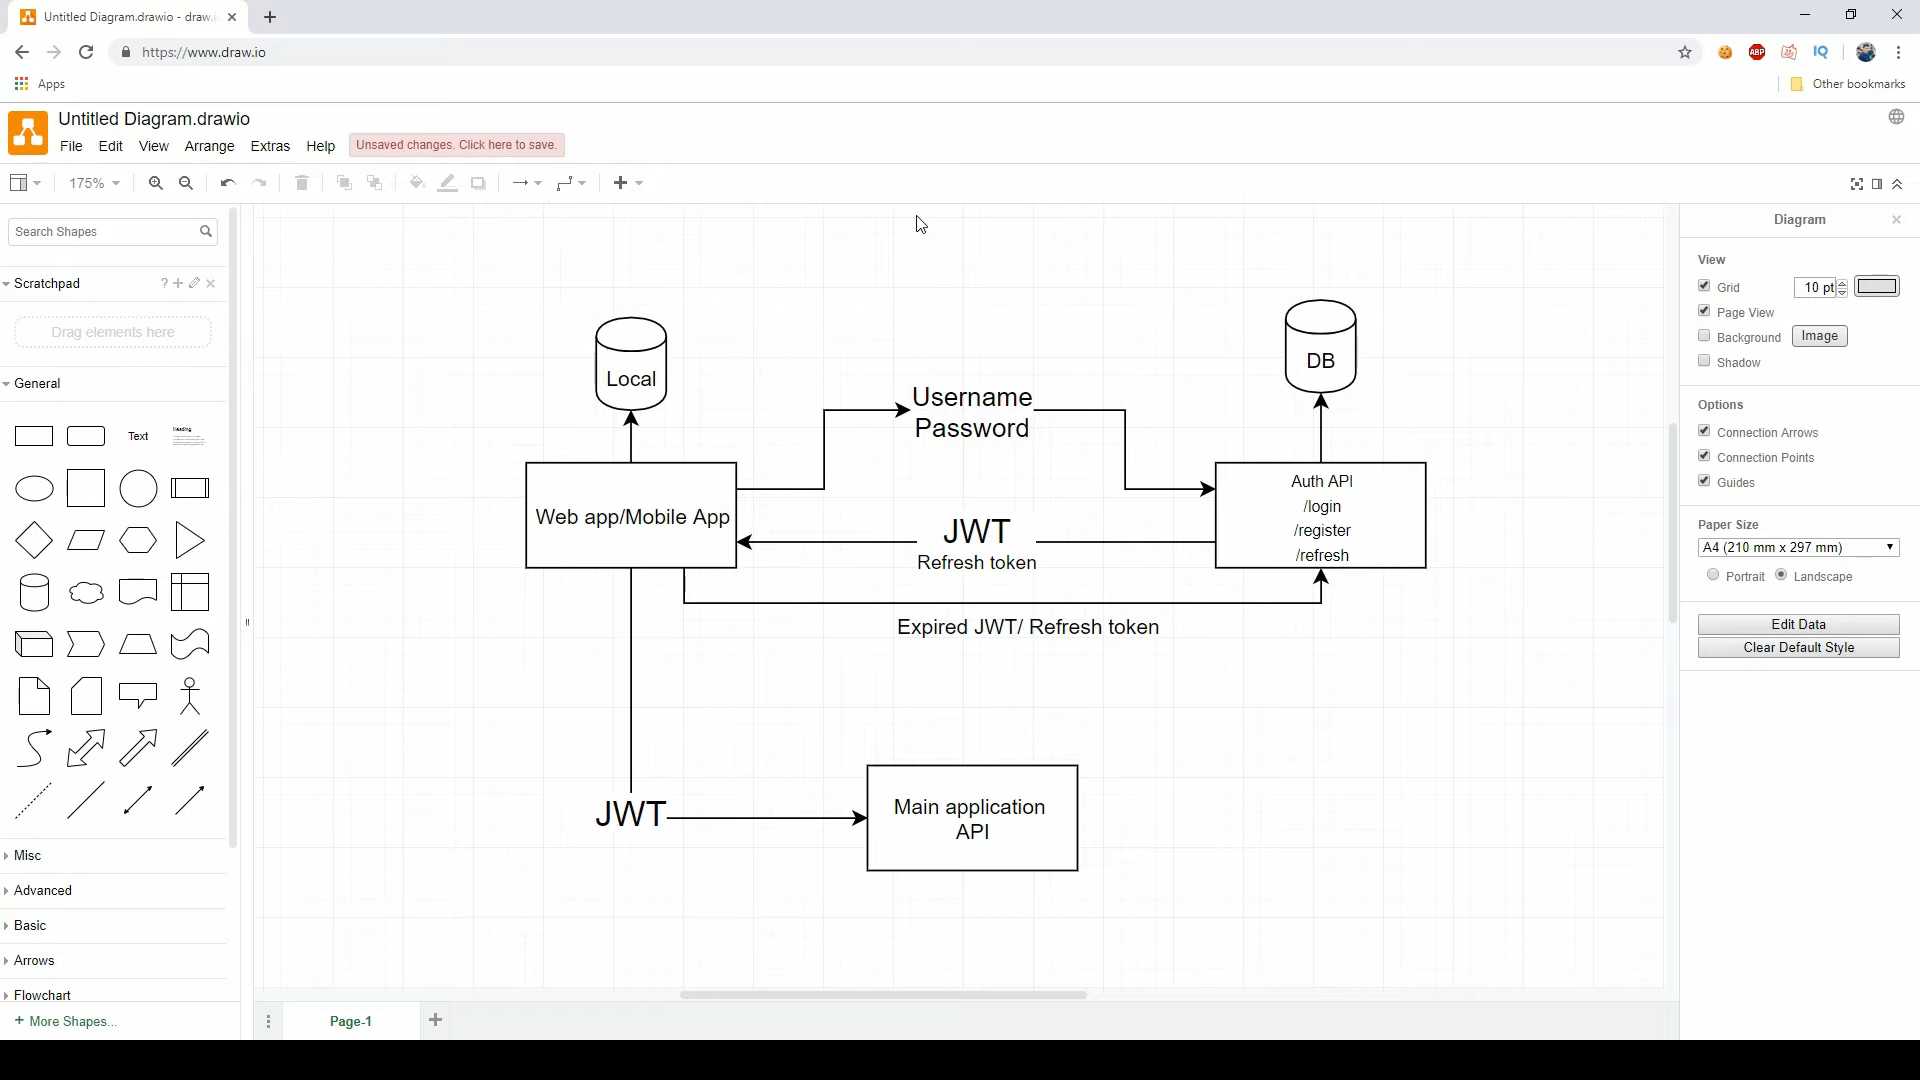 Untitled Diagram.drawio - draw.i
https://www.draw.io
ABP
IQ
Apps
Other bookmarks
Untitled Diagram.drawio
File Edit View Arrange Extras Help
Unsaved changes. Click here to save.
175%
Search Shapes
Scratchpad
?
Drag elements here
General
Text
Heading
Misc
Advanced
Basic
Arrows
Flowchart
+ More Shapes...
Local
DB
Username
Password
Web app/Mobile App
Auth API
/login
/register
/refresh
JWT
Refresh token
Expired JWT/ Refresh token
JWT
Main application
API
Page-1
Diagram
View
Grid
10 pt
Page View
Background
Image
Shadow
Options
Connection Arrows
Connection Points
Guides
Paper Size
A4 (210 mm x 297 mm)
Portrait
Landscape
Edit Data
Clear Default Style